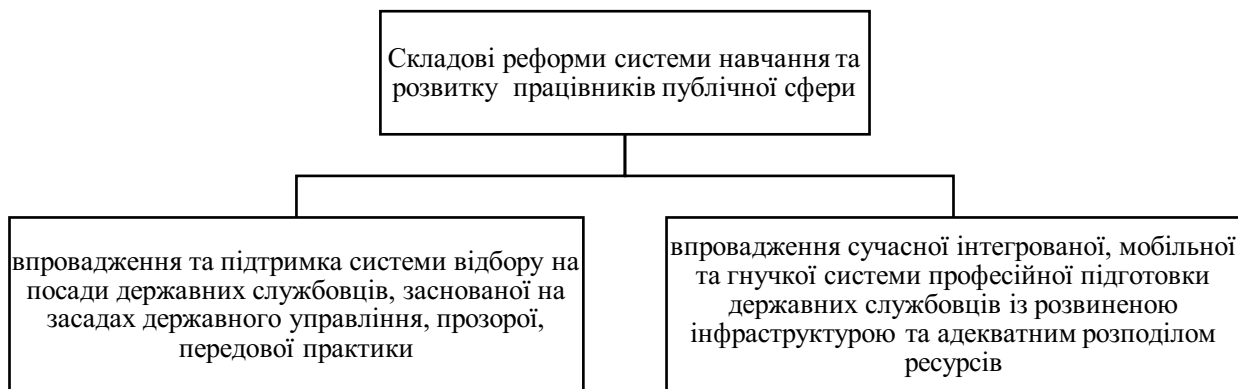 Складові реформи системи навчання та
розвитку працівників публічної сфери
впровадження та підтримка системи відбору на
посади державних службовців, заснованої на
засадах державного управління, прозорої,
передової практики
впровадження сучасної інтегрованої, мобільної
та гнучкої системи професійної підготовки
державних службовців із розвиненою
інфраструктурою та адекватним розподілом
ресурсів